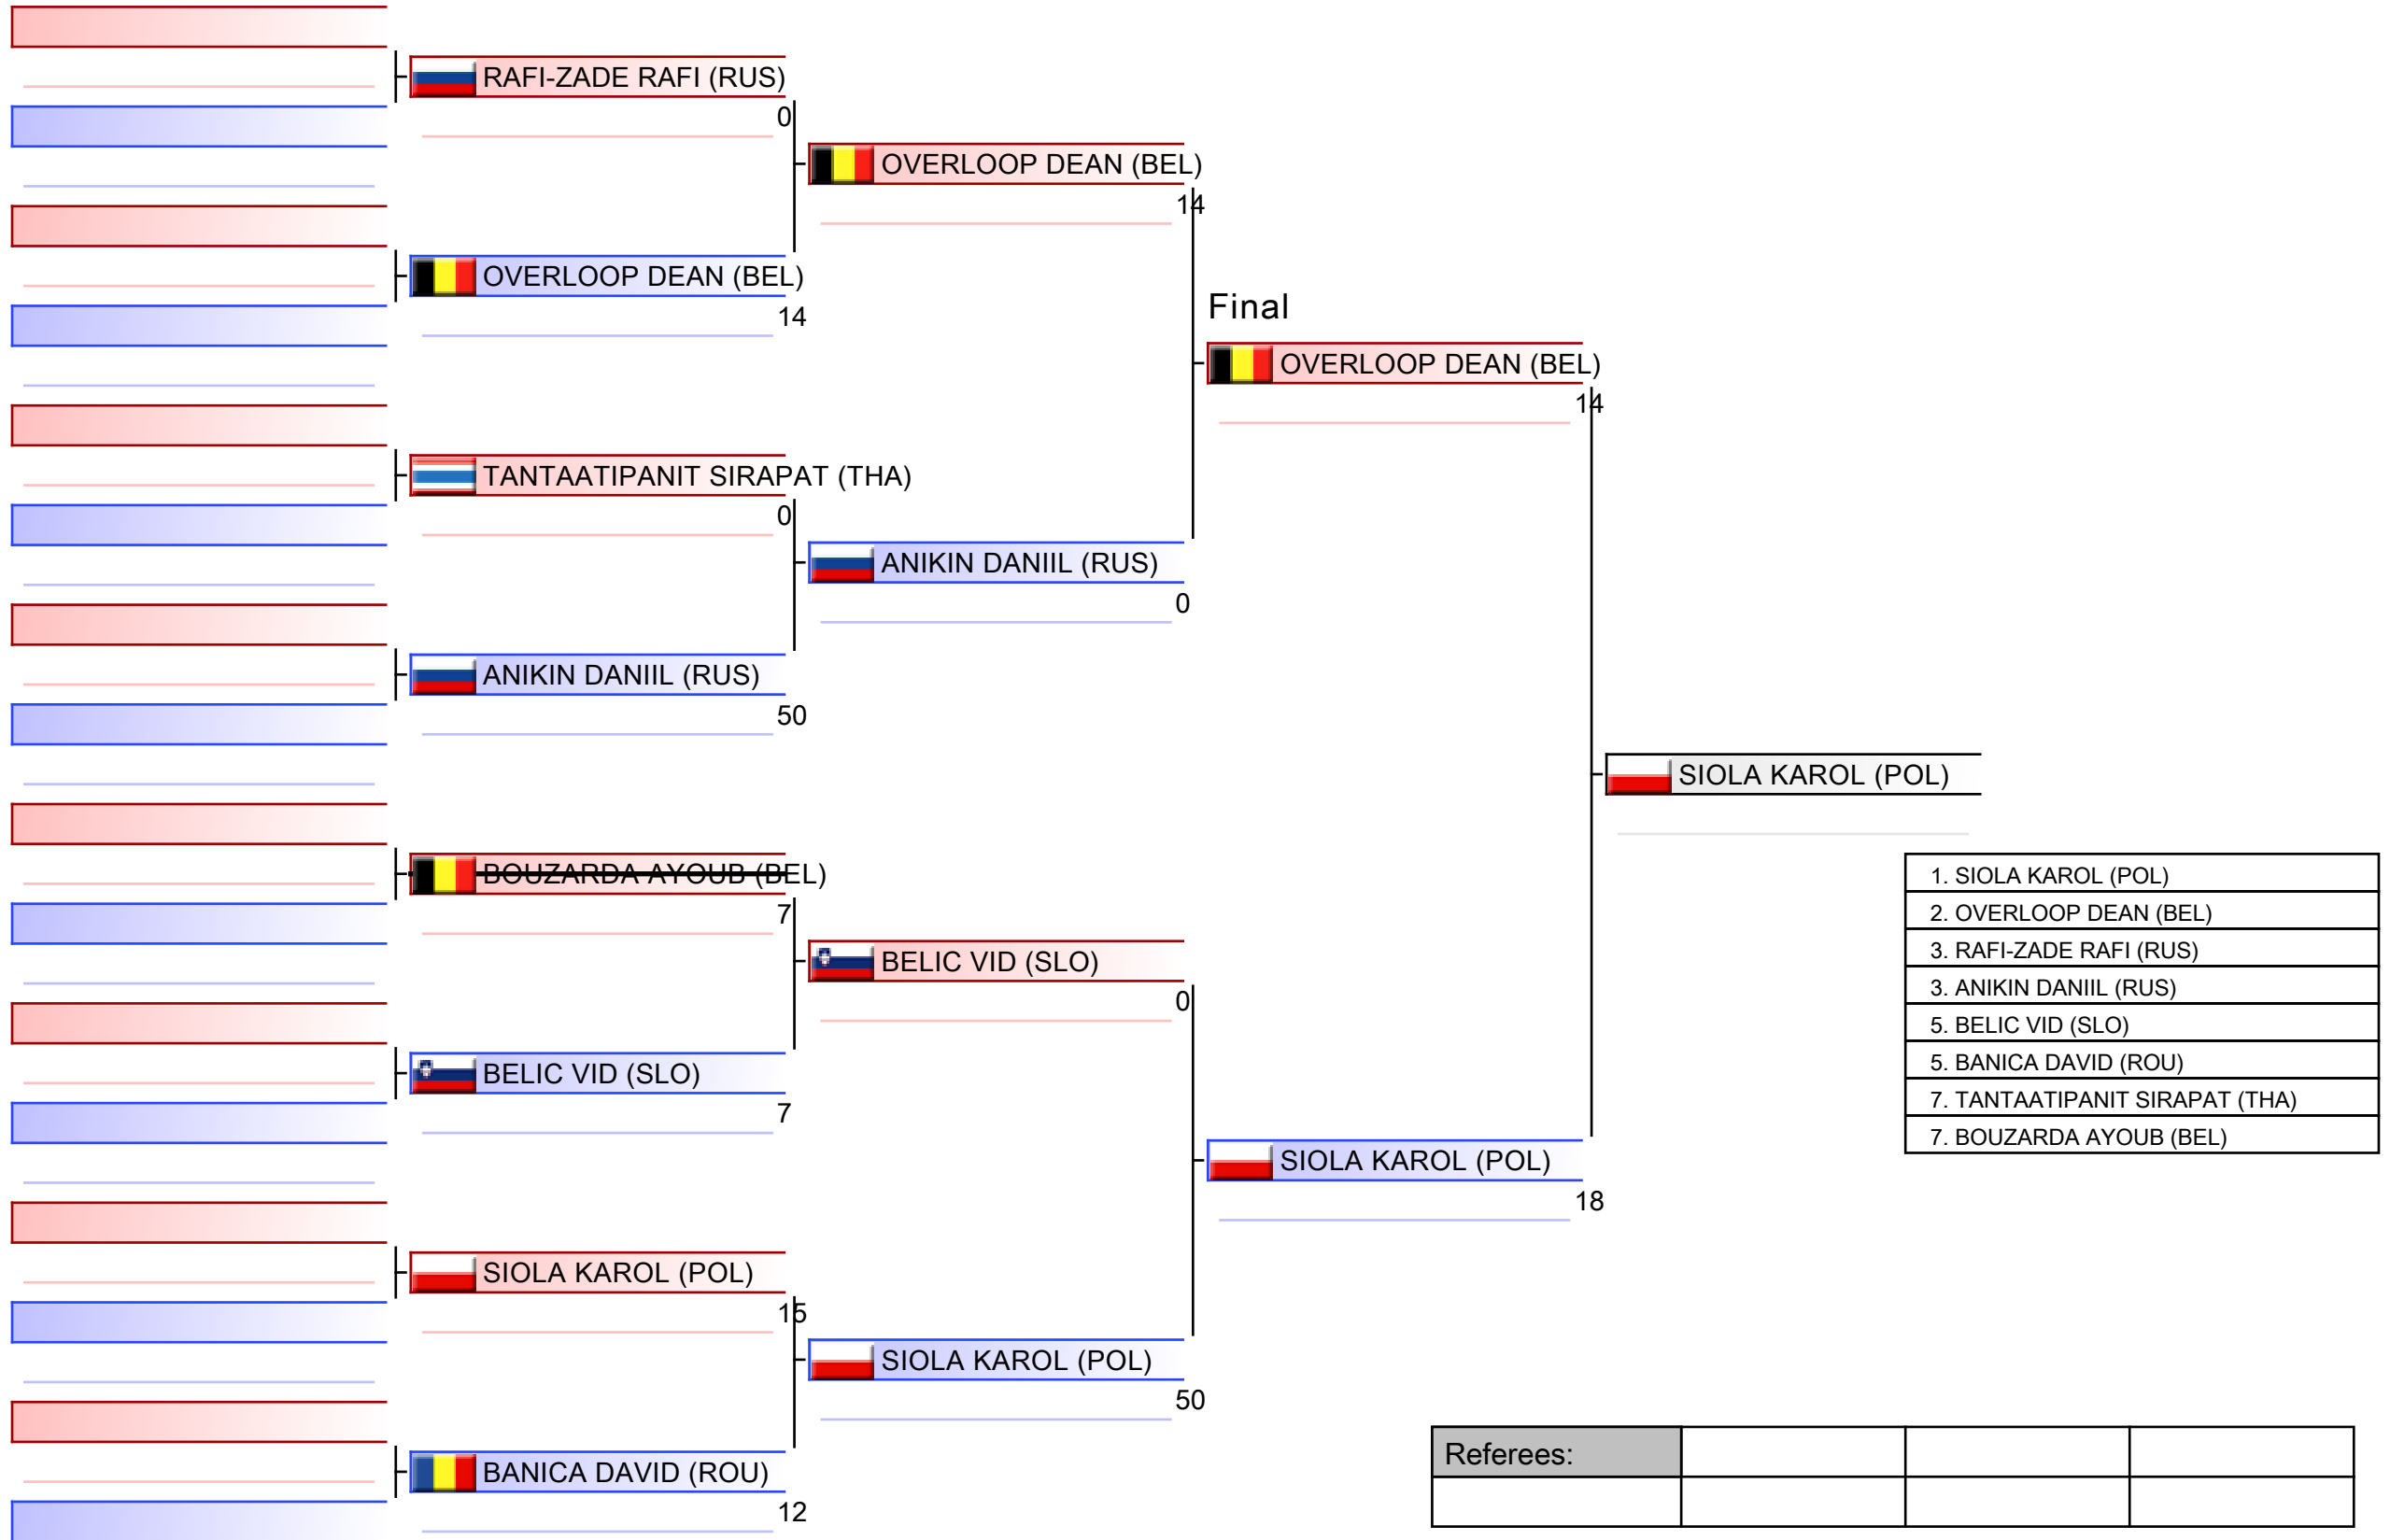 RAFI-ZADE RAFI (RUS)
0
OVERLOOP DEAN (BEL)
14
TANTAATIPANIT SIRAPAT (THA)
0
ANIKIN DANIIL (RUS)
50
BOUZARDA AYOUB (BEL)
7
BELIC VID (SLO)
7
SIOLA KAROL (POL)
15
BANICA DAVID (ROU)
12
OVERLOOP DEAN (BEL)
14
ANIKIN DANIIL (RUS)
0
BELIC VID (SLO)
0
SIOLA KAROL (POL)
50
Final
OVERLOOP DEAN (BEL)
14
SIOLA KAROL (POL)
18
SIOLA KAROL (POL)
1. SIOLA KAROL (POL)
2. OVERLOOP DEAN (BEL)
3. RAFI-ZADE RAFI (RUS)
3. ANIKIN DANIIL (RUS)
5. BELIC VID (SLO)
5. BANICA DAVID (ROU)
7. TANTAATIPANIT SIRAPAT (THA)
7. BOUZARDA AYOUB (BEL)
Referees: